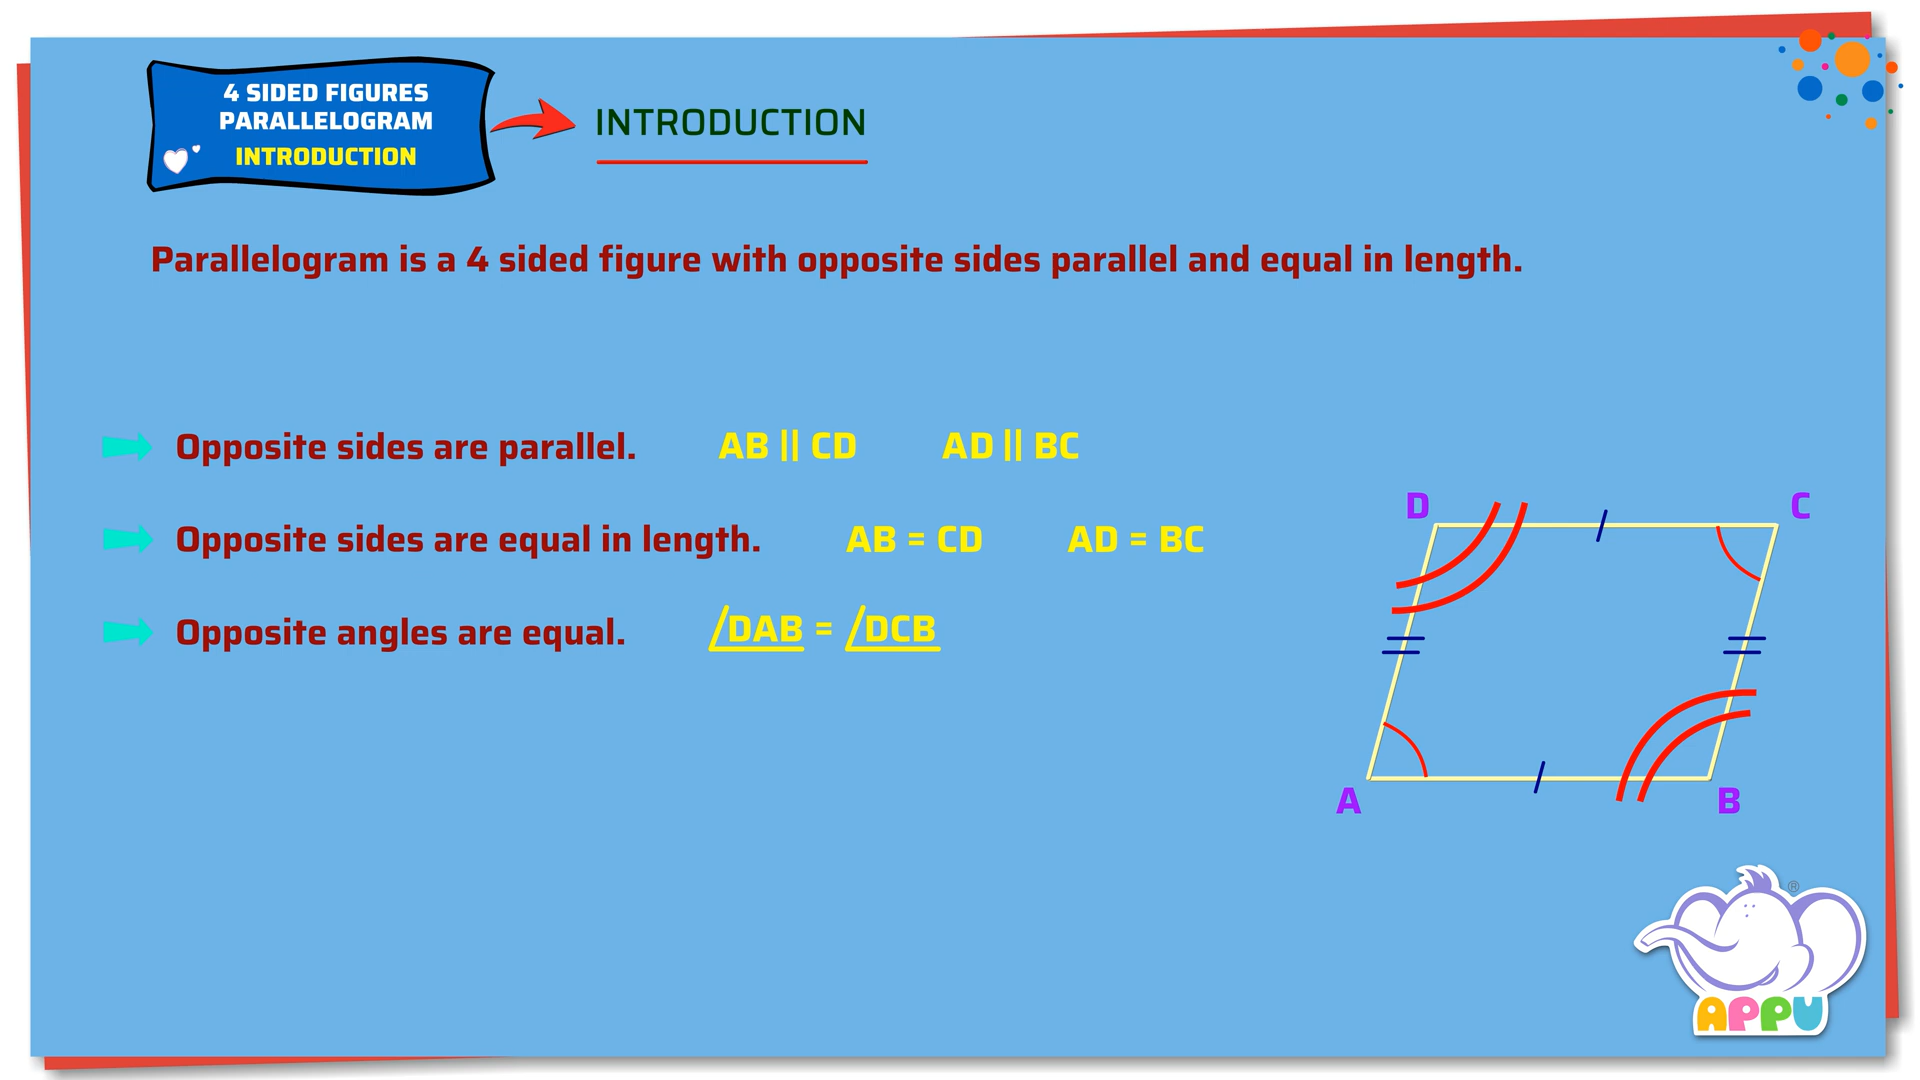 4 SIDED FIGURES
PARALLELOGRAM
INTRODUCTION
INTRODUCTION
Parallelogram is a 4 sided figure with opposite sides parallel and equal in length.
Opposite sides are parallel. AB || CD AD || BC
Opposite sides are equal in length. AB = CD AD = BC
Opposite angles are equal. ∠DAB = ∠DCB
D C
A B
®
APPU